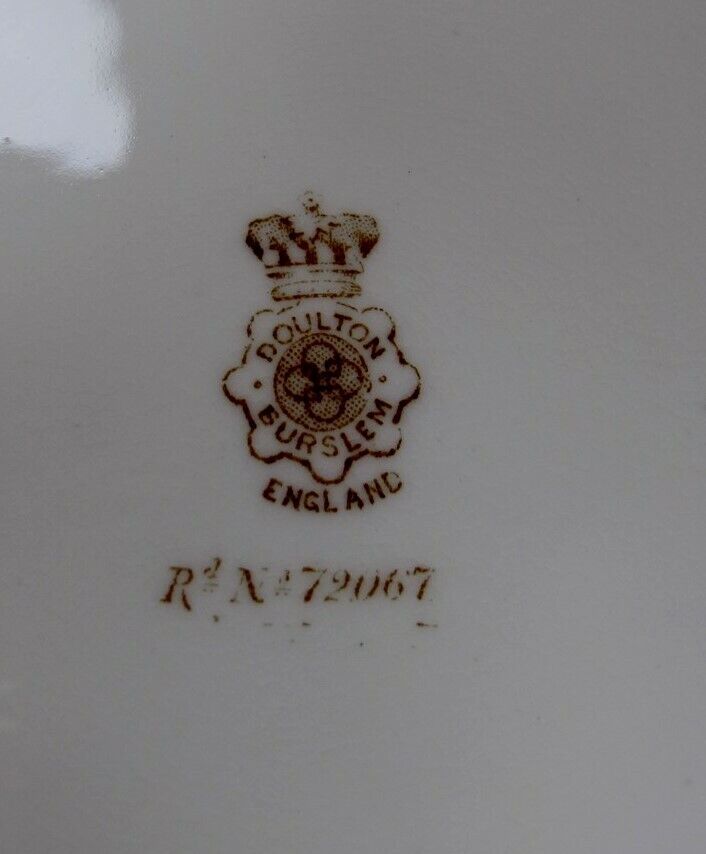 DOULTON
BURSLEM
ENGLAND
Rd No 72067